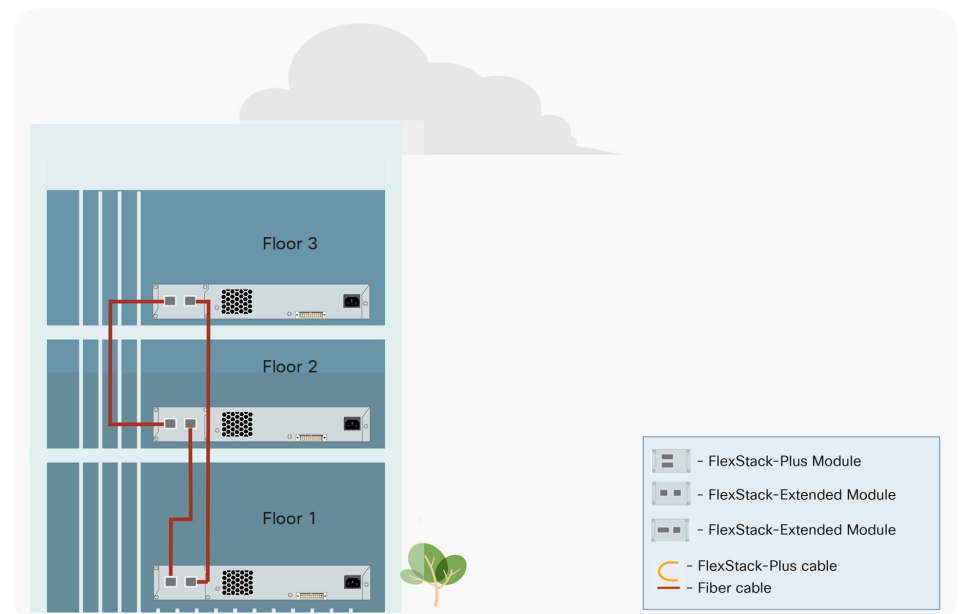 Floor 3
Floor 2
Floor 1
- FlexStack-Plus Module
- FlexStack-Extended Module
- FlexStack-Extended Module
- FlexStack-Plus cable
- Fiber cable